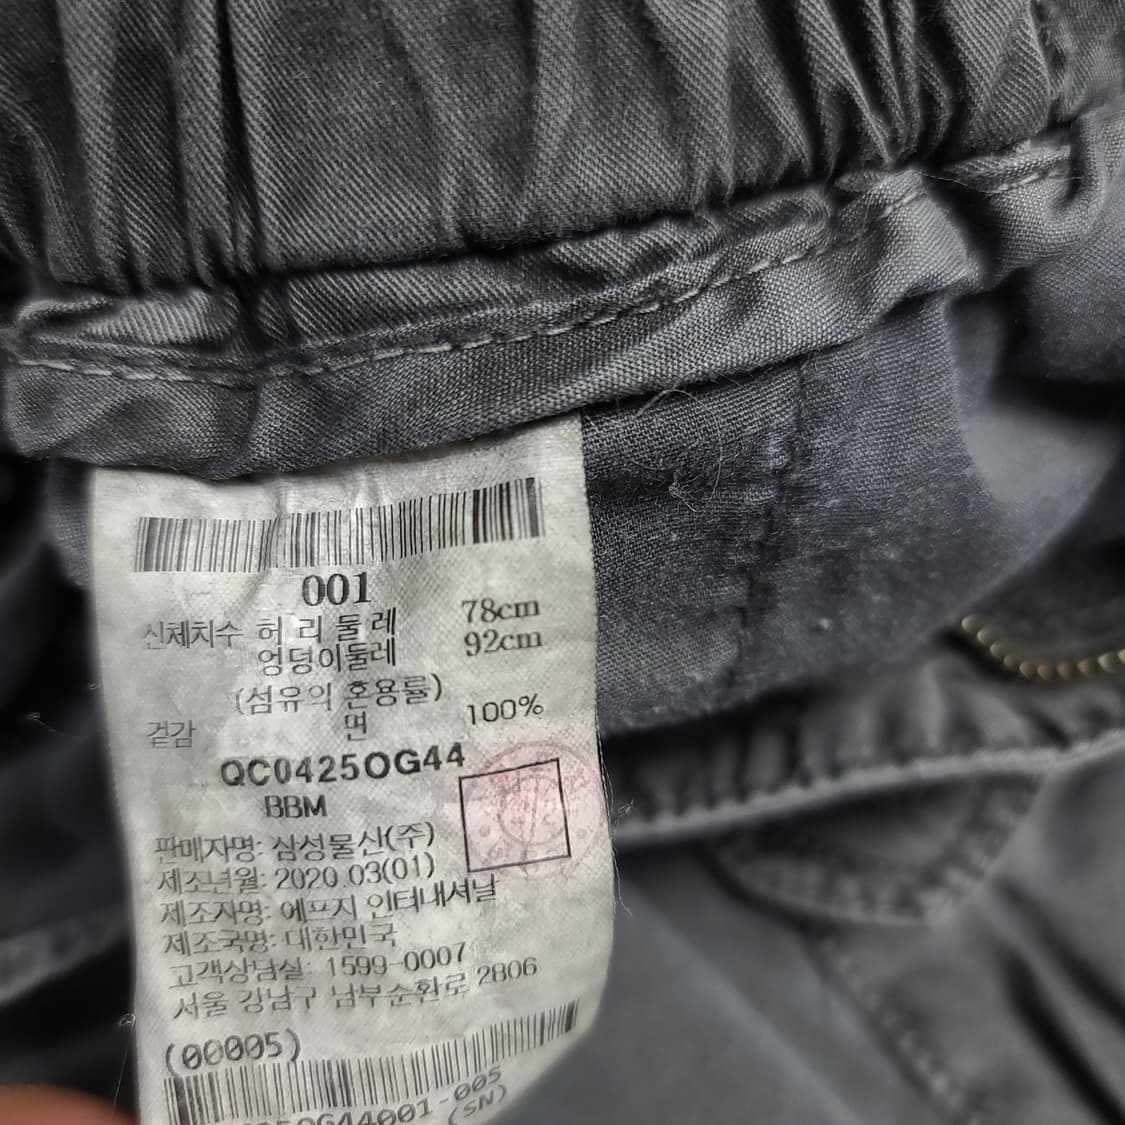 001
신체치수 허 리 둘 레 78cm
엉덩이둘레 92cm
(섬유의 혼용률)
겉감 면 100%
QC0425OG44
BBM
판매자명: 삼성물산(주)
제조년월: 2020.03(01)
제조자명: 에프지 인터내셔날
제조국명: 대한민국
고객상담실: 1599-0007
서울 강남구 남부순환로 2806
(00005)
25OG44001-005
(SN)